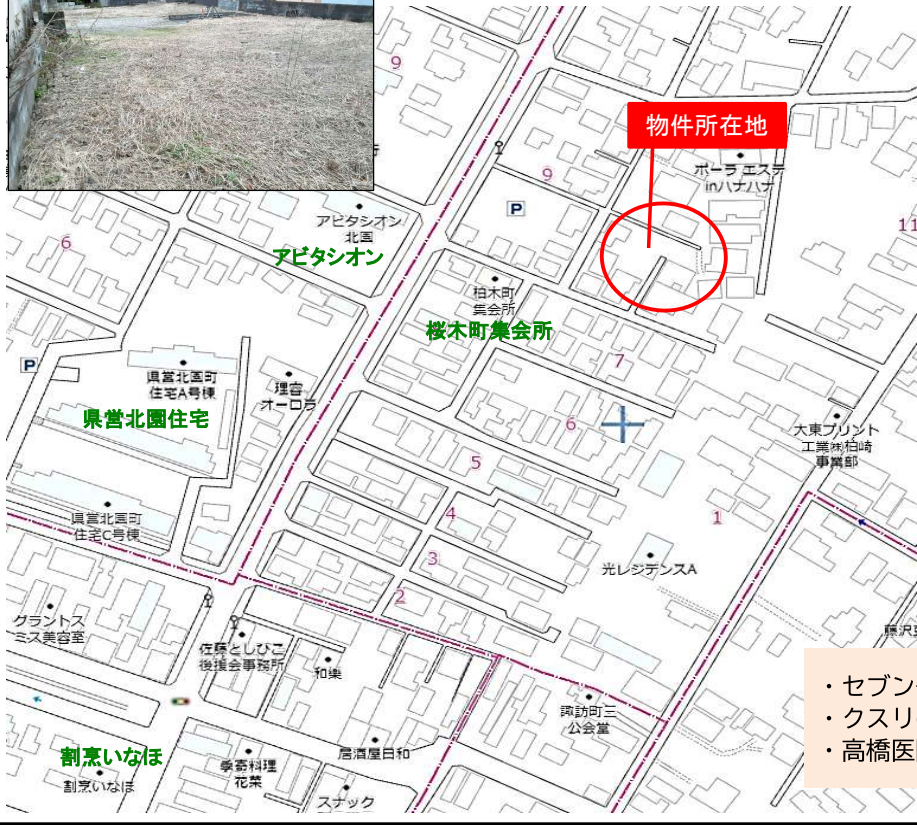 9
物件所在地
ポーラ エステ
inハナハナ
9
P
11
アビタシオン
北園
アビタシオン
6
柏木町
集会所
桜木町集会所
7
P
県営北園町
住宅A号棟
理容
オーロラ
県営北園住宅
6
大東プリント
工業㈱柏崎
事業部
5
県営北園町
住宅C号棟
4
1
3
光レジデンスA
2
グラントス
ミス美容室
佐藤としひこ
後援会事務所
和樂
藤沢
・セブン
・クスリ
・高橋医
諏訪町三
公会堂
割烹いなほ
割烹いなほ
季寄料理
花菜
居酒屋日和
スナック